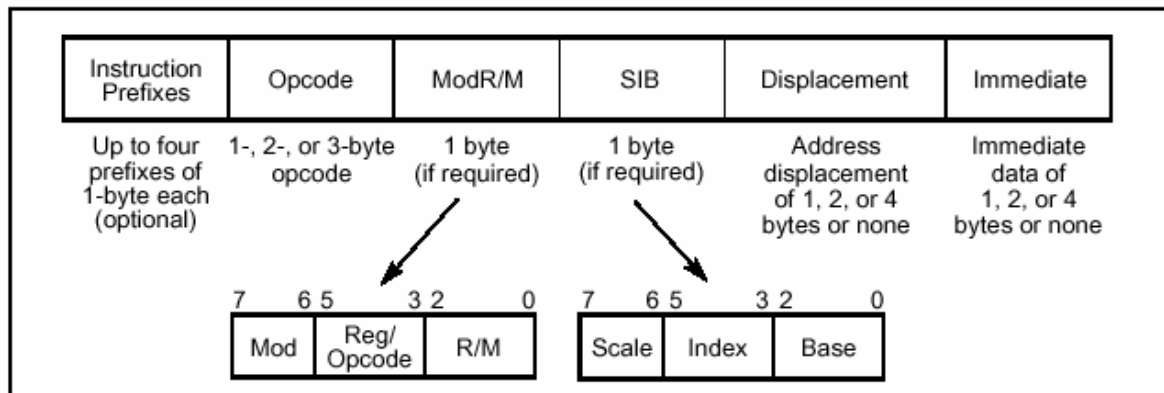 Instruction
Prefixes
Opcode
ModR/M
SIB
Displacement
Immediate
Up to four
prefixes of
1-byte each
(optional)
1-, 2-, or 3-byte
opcode
1 byte
(if required)
1 byte
(if required)
Address
displacement
of 1, 2, or 4
bytes or none
Immediate
data of
1, 2, or 4
bytes or none
7 6 5 3 2 0
Mod
Reg/
Opcode
R/M
7 6 5 3 2 0
Scale
Index
Base